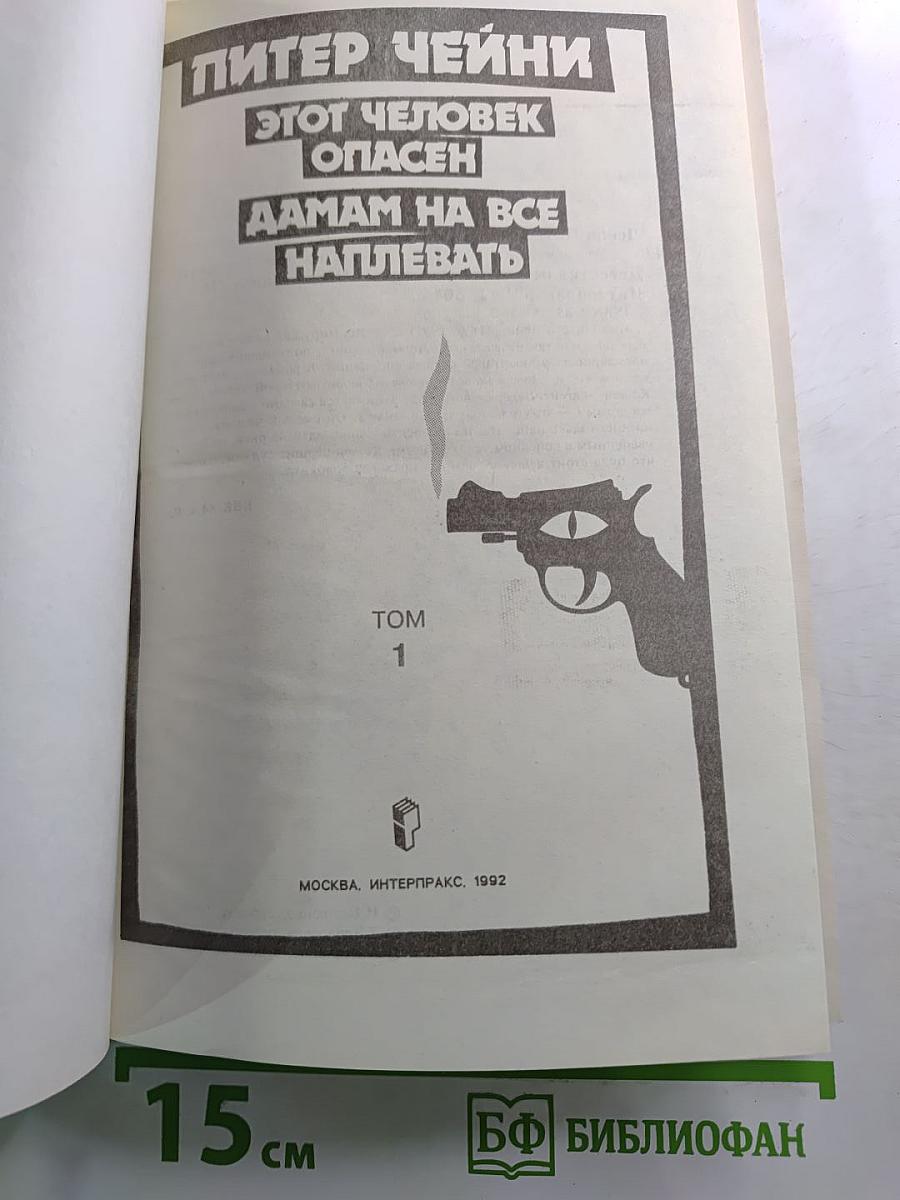 ПИТЕР ЧЕЙНИ
ЭТОТ ЧЕЛОВЕК
ОПАСЕН
ДАМАМ НА ВСЕ
НАПЛЕВАТЬ
ТОМ
1
МОСКВА, ИНТЕРПРАКС, 1992
15 см
БФ БИБЛИОФАН